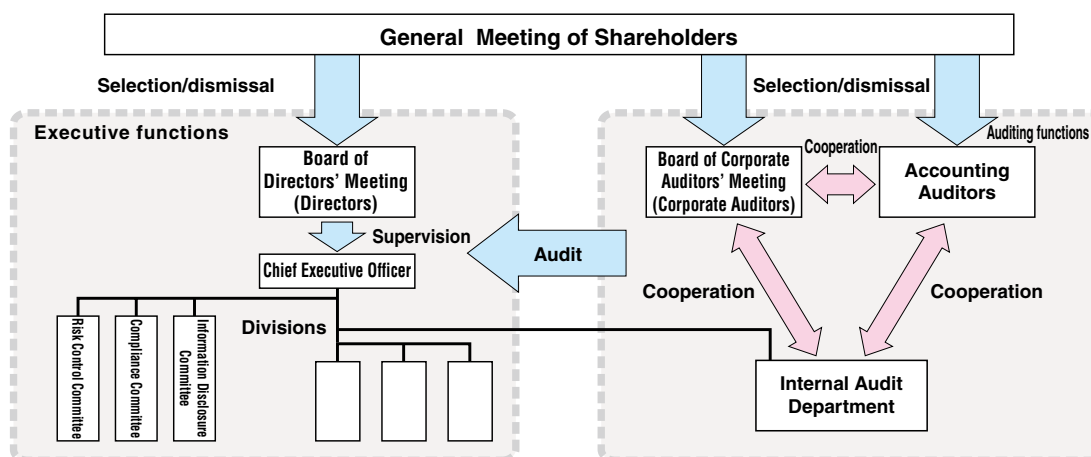 General Meeting of Shareholders
Selection/dismissal
Selection/dismissal
Executive functions
Auditing functions
Board of
Directors' Meeting
(Directors)
Board of Corporate
Auditors' Meeting
(Corporate Auditors)
Cooperation
Accounting
Auditors
Supervision
Audit
Chief Executive Officer
Cooperation
Cooperation
Divisions
Risk Control Committee
Compliance Committee
Information Disclosure
Committee
Internal Audit
Department